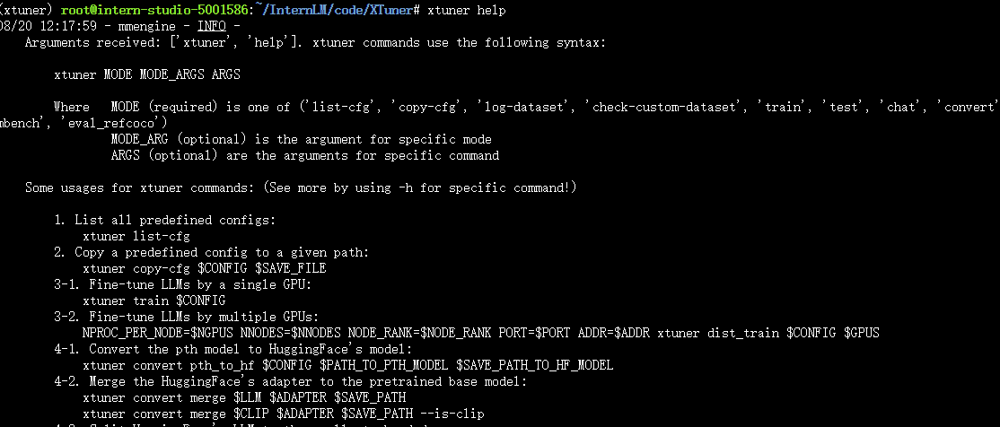 (xtuner) root@intern-studio-5001586:~/InternLM/code/XTuner# xtuner help
08/20 12:17:59 - mmengine - INFO -
Arguments received: ['xtuner', 'help']. xtuner commands use the following syntax:
xtuner MODE MODE_ARGS ARGS
Where   MODE (required) is one of ('list-cfg', 'copy-cfg', 'log-dataset', 'check-custom-dataset', 'train', 'test', 'chat', 'convert'
mbench', 'eval_refcoco')
MODE_ARG (optional) is the argument for specific mode
ARGS (optional) are the arguments for specific command
Some usages for xtuner commands: (See more by using -h for specific command!)
1. List all predefined configs:
xtuner list-cfg
2. Copy a predefined config to a given path:
xtuner copy-cfg $CONFIG $SAVE_FILE
3-1. Fine-tune LLMs by a single GPU:
xtuner train $CONFIG
3-2. Fine-tune LLMs by multiple GPUs:
NPROC_PER_NODE=$NGPUS NNODES=$NNODES NODE_RANK=$NODE_RANK PORT=$PORT ADDR=$ADDR xtuner dist_train $CONFIG $GPUS
4-1. Convert the pth model to HuggingFace's model:
xtuner convert pth_to_hf $CONFIG $PATH_TO_PTH_MODEL $SAVE_PATH_TO_HF_MODEL
4-2. Merge the HuggingFace's adapter to the pretrained base model:
xtuner convert merge $LLM $ADAPTER $SAVE_PATH
xtuner convert merge $CLIP $ADAPTER $SAVE_PATH --is-clip